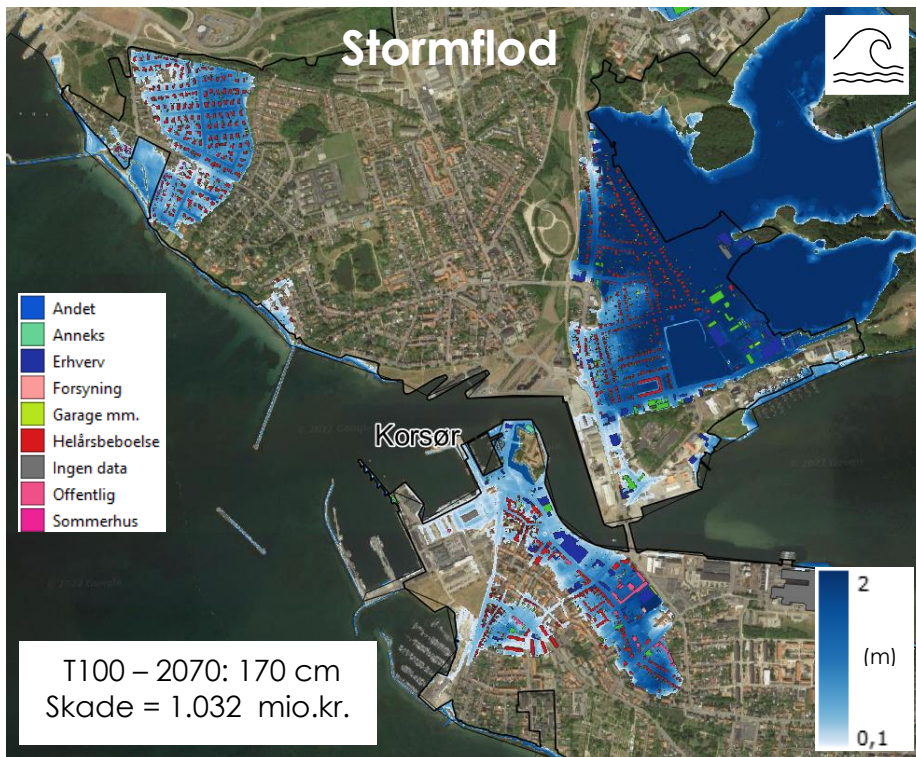 Stormflod
Andet
Anneks
Erhverv
Forsyning
Garage mm.
Helårsbeboelse
Ingen data
Offentlig
Sommerhus
Korsør
T100 – 2070: 170 cm
Skade = 1.032 mio.kr.
2
(m)
0,1